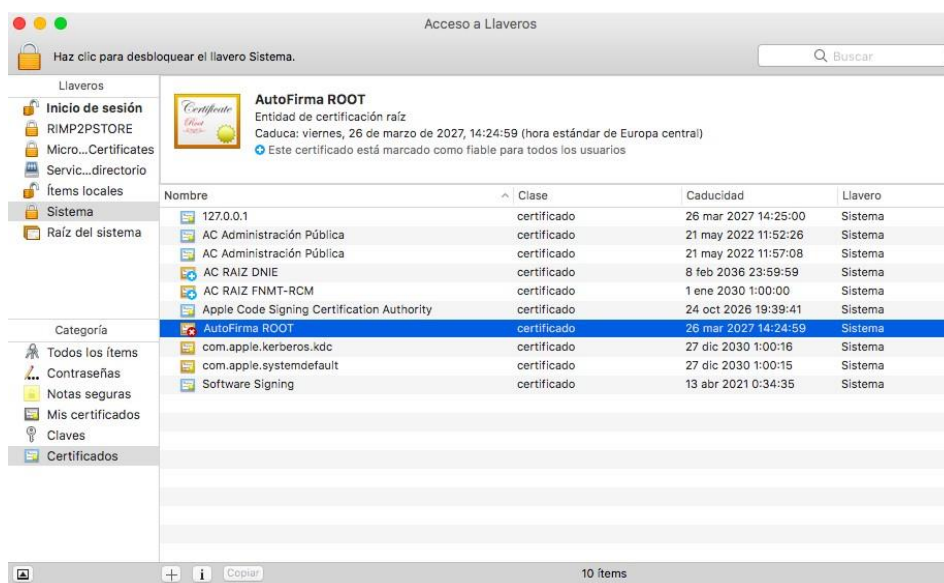 Acceso a Llaveros
Haz clic para desbloquear el llavero Sistema.
Buscar
Llaveros
Inicio de sesión
RIMP2PSTORE
Micro...Certificates
Servic...directorio
Ítems locales
Sistema
Raíz del sistema
Categoría
Todos los ítems
Contraseñas
Notas seguras
Mis certificados
Claves
Certificados
Certificate
Root
AutoFirma ROOT
Entidad de certificación raíz
Caduca: viernes, 26 de marzo de 2027, 14:24:59 (hora estándar de Europa central)
Este certificado está marcado como fiable para todos los usuarios
Nombre Clase Caducidad Llavero
127.0.0.1 certificado 26 mar 2027 14:25:00 Sistema
AC Administración Pública certificado 21 may 2022 11:52:26 Sistema
AC Administración Pública certificado 21 may 2022 11:57:08 Sistema
AC RAIZ DNIE certificado 8 feb 2036 23:59:59 Sistema
AC RAIZ FNMT-RCM certificado 1 ene 2030 1:00:00 Sistema
Apple Code Signing Certification Authority certificado 24 oct 2026 19:39:41 Sistema
AutoFirma ROOT certificado 26 mar 2027 14:24:59 Sistema
com.apple.kerberos.kdc certificado 27 dic 2030 1:00:16 Sistema
com.apple.systemdefault certificado 27 dic 2030 1:00:15 Sistema
Software Signing certificado 13 abr 2021 0:34:35 Sistema
Copiar
10 ítems